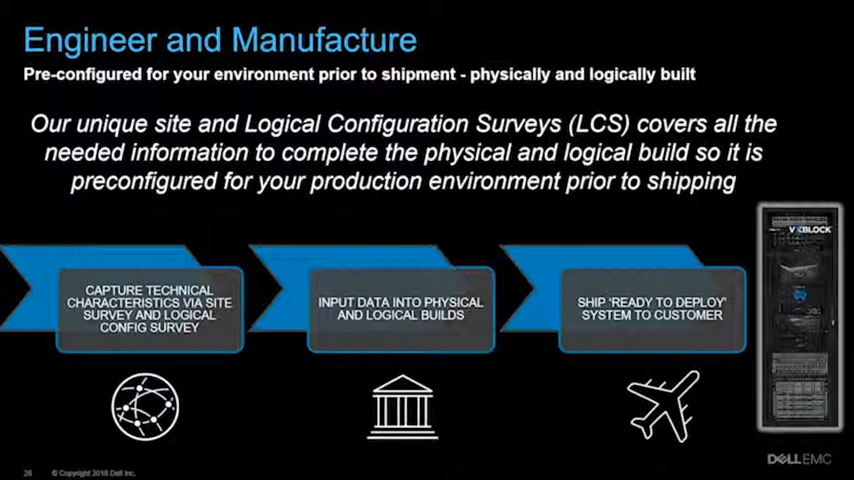 Engineer and Manufacture
Pre-configured for your environment prior to shipment - physically and logically built
Our unique site and Logical Configuration Surveys (LCS) covers all the
needed information to complete the physical and logical build so it is
preconfigured for your production environment prior to shipping
CAPTURE TECHNICAL
CHARACTERISTICS VIA SITE
SURVEY AND LOGICAL
CONFIG SURVEY
INPUT DATA INTO PHYSICAL
AND LOGICAL BUILDS
SHIP ‘READY TO DEPLOY’
SYSTEM TO CUSTOMER
VXBLOCK
26 © Copyright 2018 Dell Inc.
DELLEMC